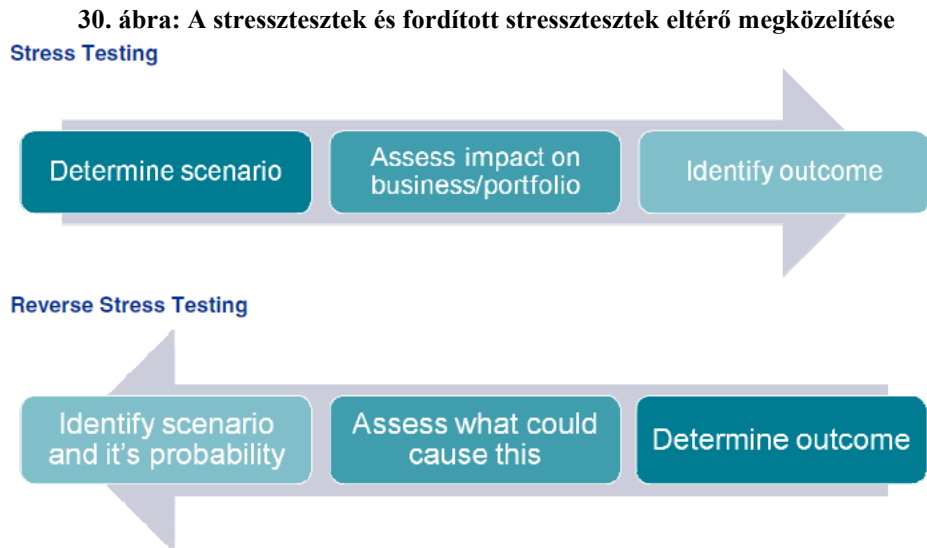 30. ábra: A stressztesztek és fordított stressztesztek eltérő megközelítése
Stress Testing
Determine scenario
Assess impact on
business/portfolio
Identify outcome
Reverse Stress Testing
Identify scenario
and it's probability
Assess what could
cause this
Determine outcome